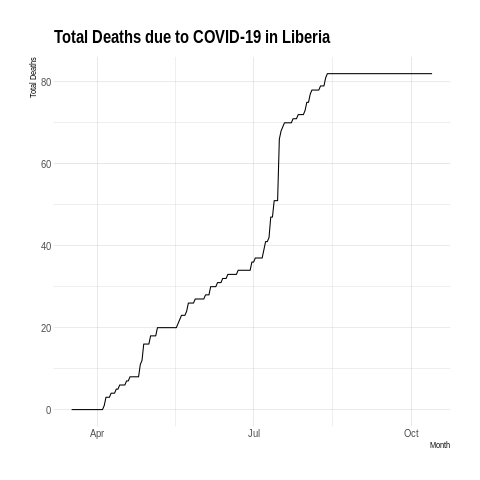 Total Deaths due to COVID-19 in Liberia
Total Deaths
80
60
40
20
0
Apr
Jul
Oct
Month